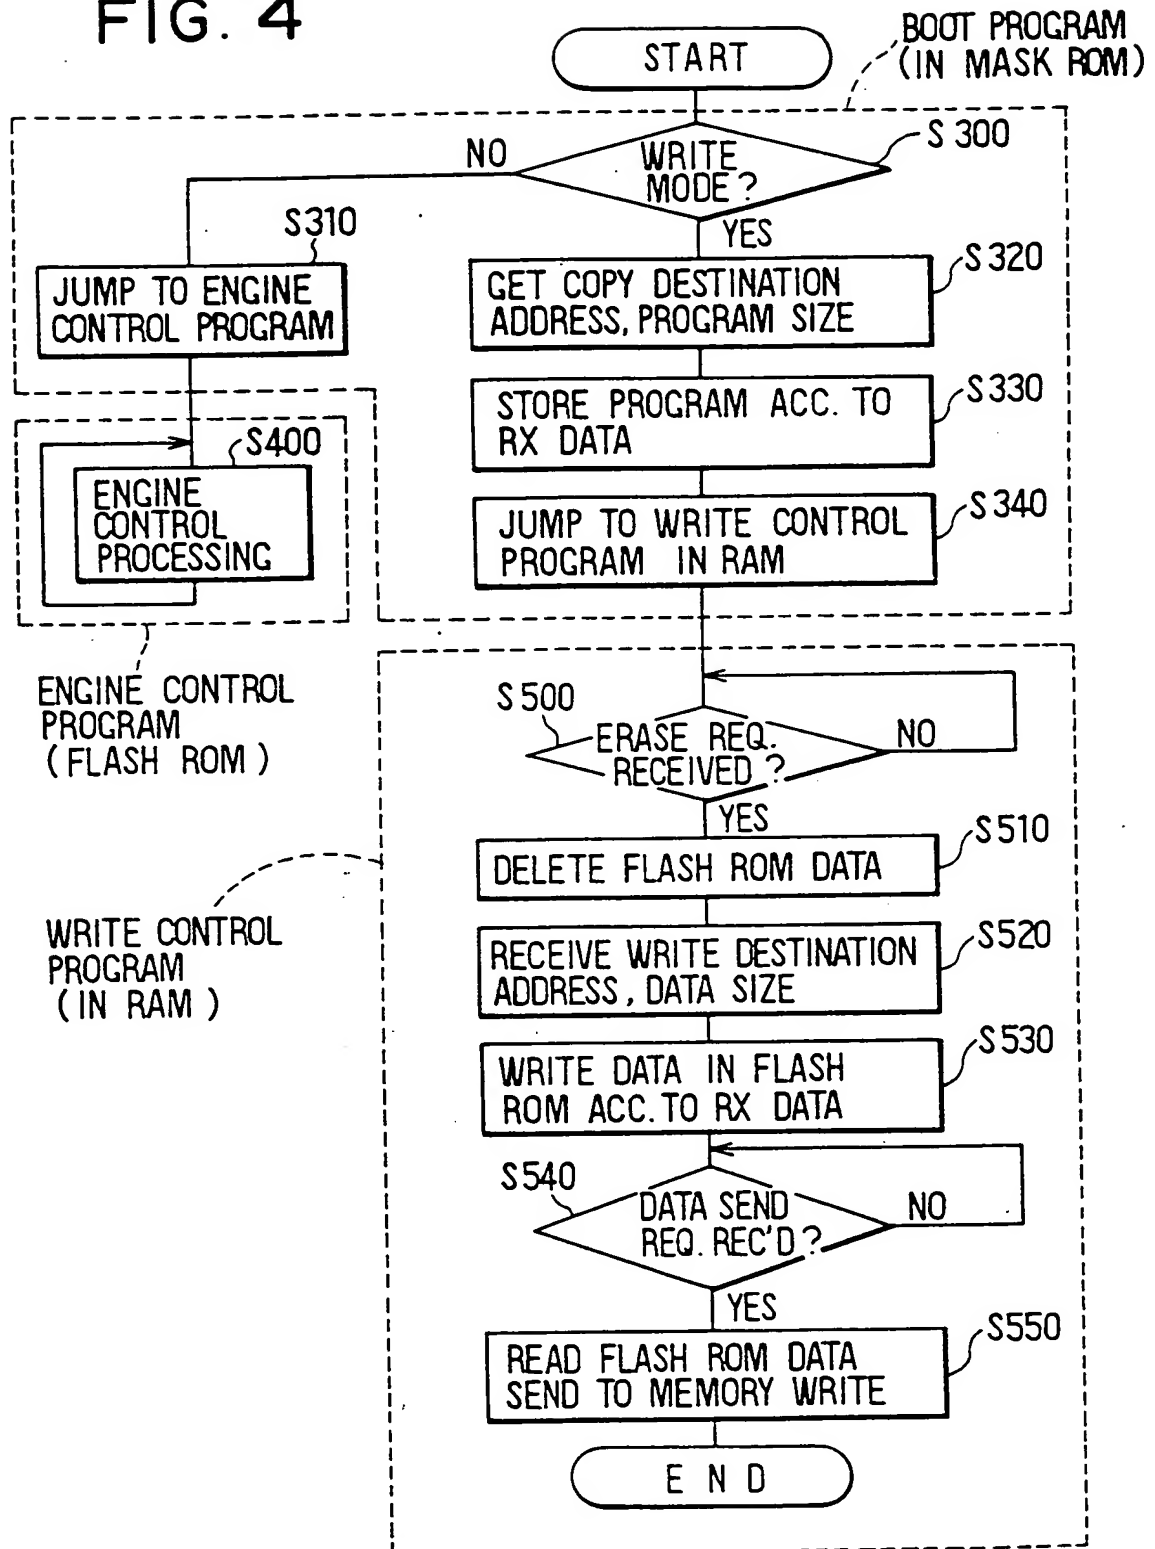 FIG. 4
BOOT PROGRAM
(IN MASK ROM)
START
S300
WRITE
MODE?
NO
YES
S310
JUMP TO ENGINE
CONTROL PROGRAM
S320
GET COPY DESTINATION
ADDRESS, PROGRAM SIZE
S330
STORE PROGRAM ACC. TO
RX DATA
S400
ENGINE
CONTROL
PROCESSING
S340
JUMP TO WRITE CONTROL
PROGRAM IN RAM
ENGINE CONTROL
PROGRAM
(FLASH ROM)
S500
ERASE REQ.
RECEIVED?
NO
YES
S510
DELETE FLASH ROM DATA
WRITE CONTROL
PROGRAM
(IN RAM)
S520
RECEIVE WRITE DESTINATION
ADDRESS, DATA SIZE
S530
WRITE DATA IN FLASH
ROM ACC. TO RX DATA
S540
DATA SEND
REQ. REC'D?
NO
YES
S550
READ FLASH ROM DATA
SEND TO MEMORY WRITE
END